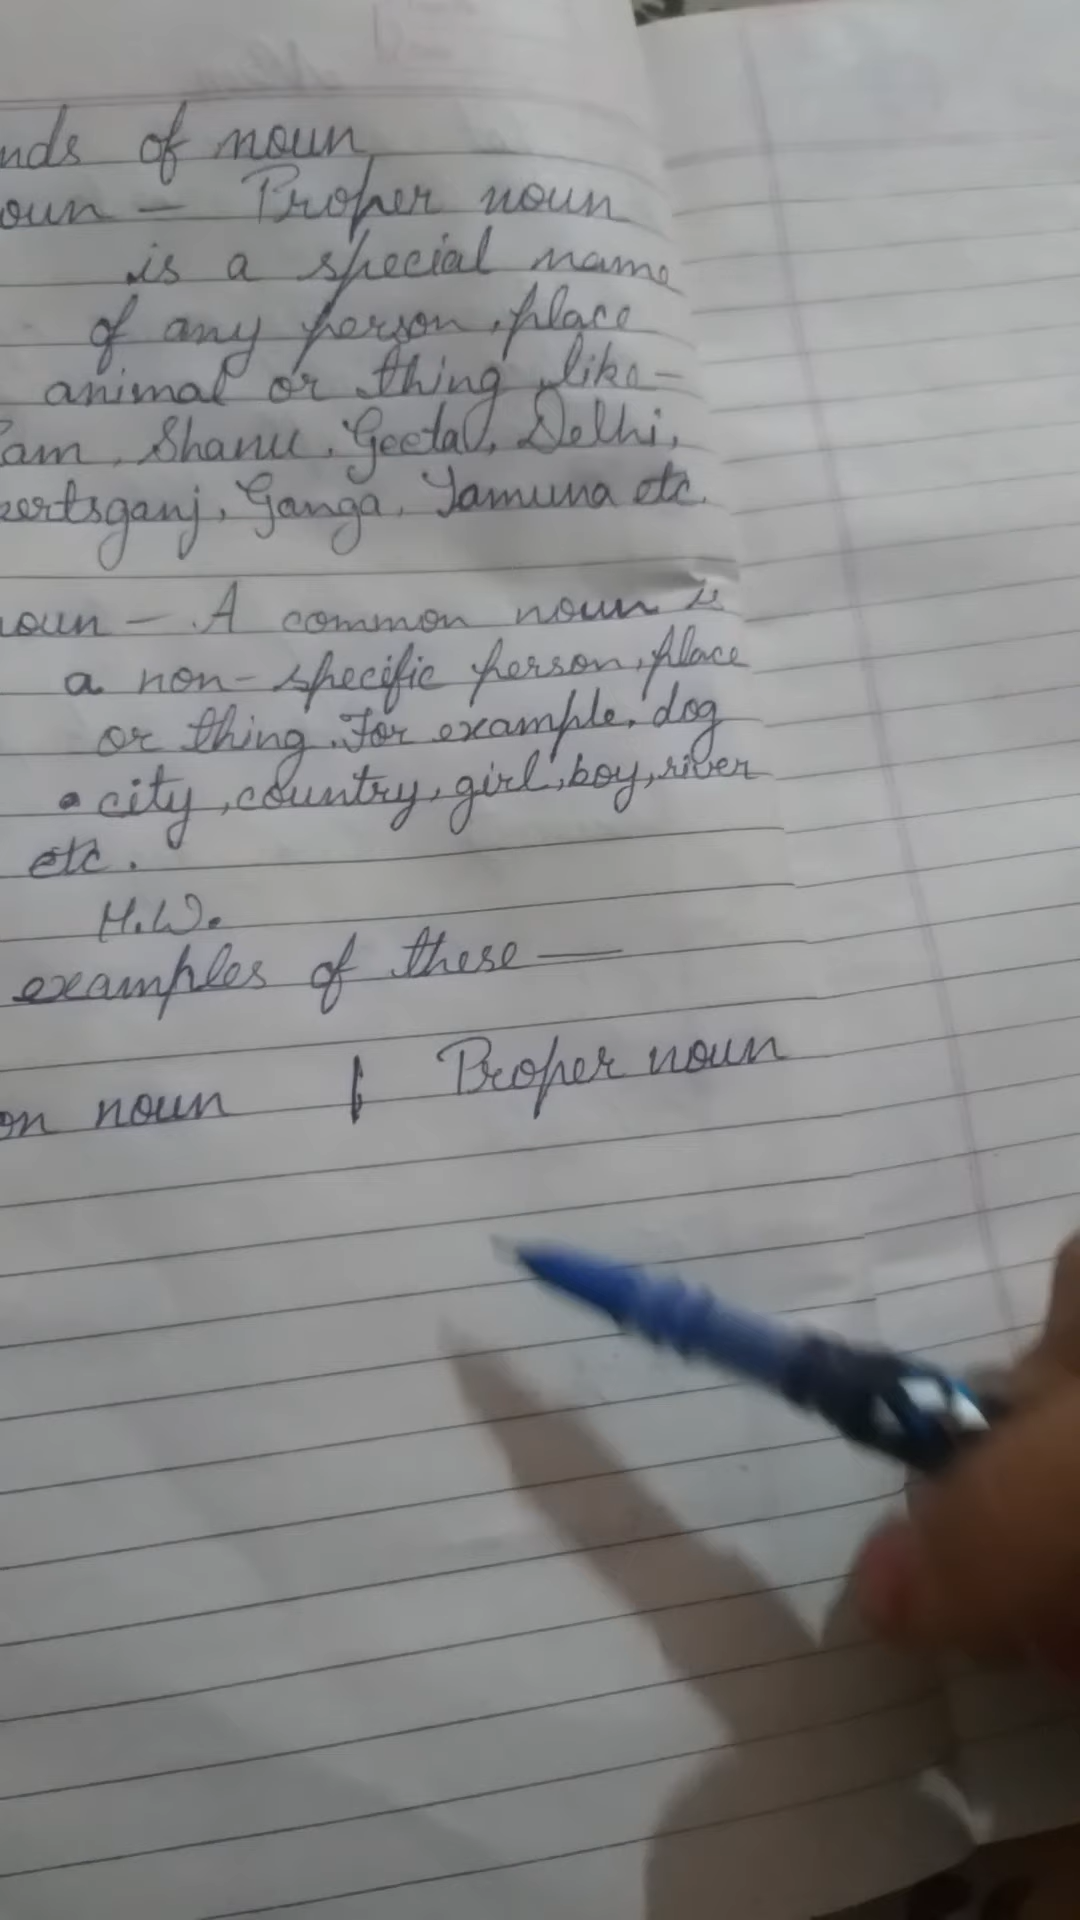 nds of noun
oun - Proper noun
is a special name
of any person, place
animal or thing like-
am, Shanu, Geeta, Delhi,
bertsganj, Ganga, Yamuna etc.
oun - A common noun is
a non-specific person, place
or thing. For example. dog
city, country, girl, boy, river
etc.
H.W.
examples of these —
on noun | Proper noun